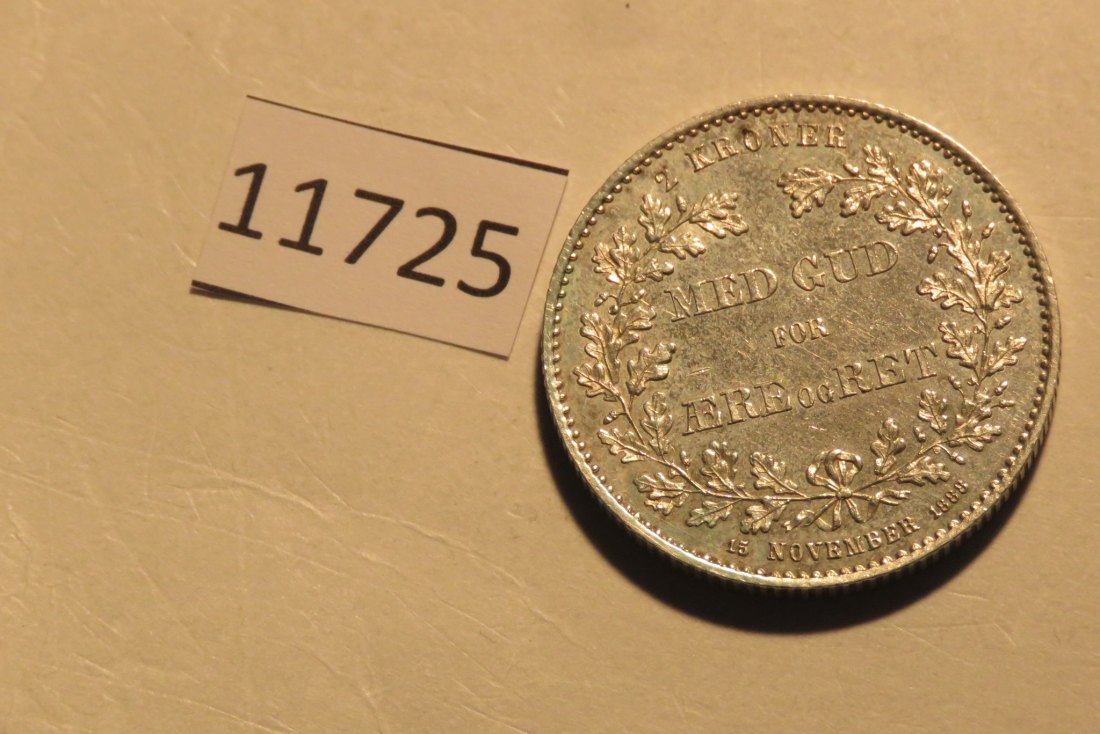 11725
2 KRONER
MED GUD
FOR
ÆRE OG RET
15 NOVEMBER 1888